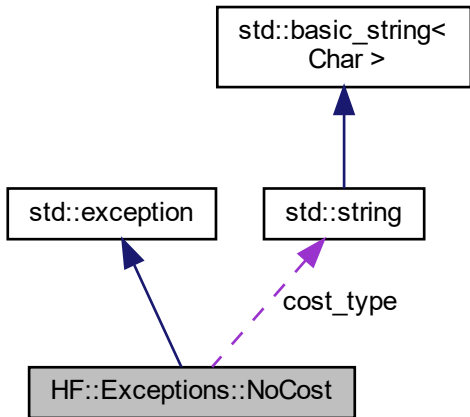 std::basic_string<
Char >
std::exception
std::string
cost_type
HF::Exceptions::NoCost